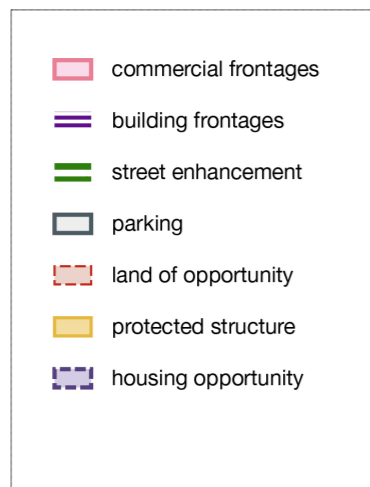 commercial frontages
building frontages
street enhancement
parking
land of opportunity
protected structure
housing opportunity